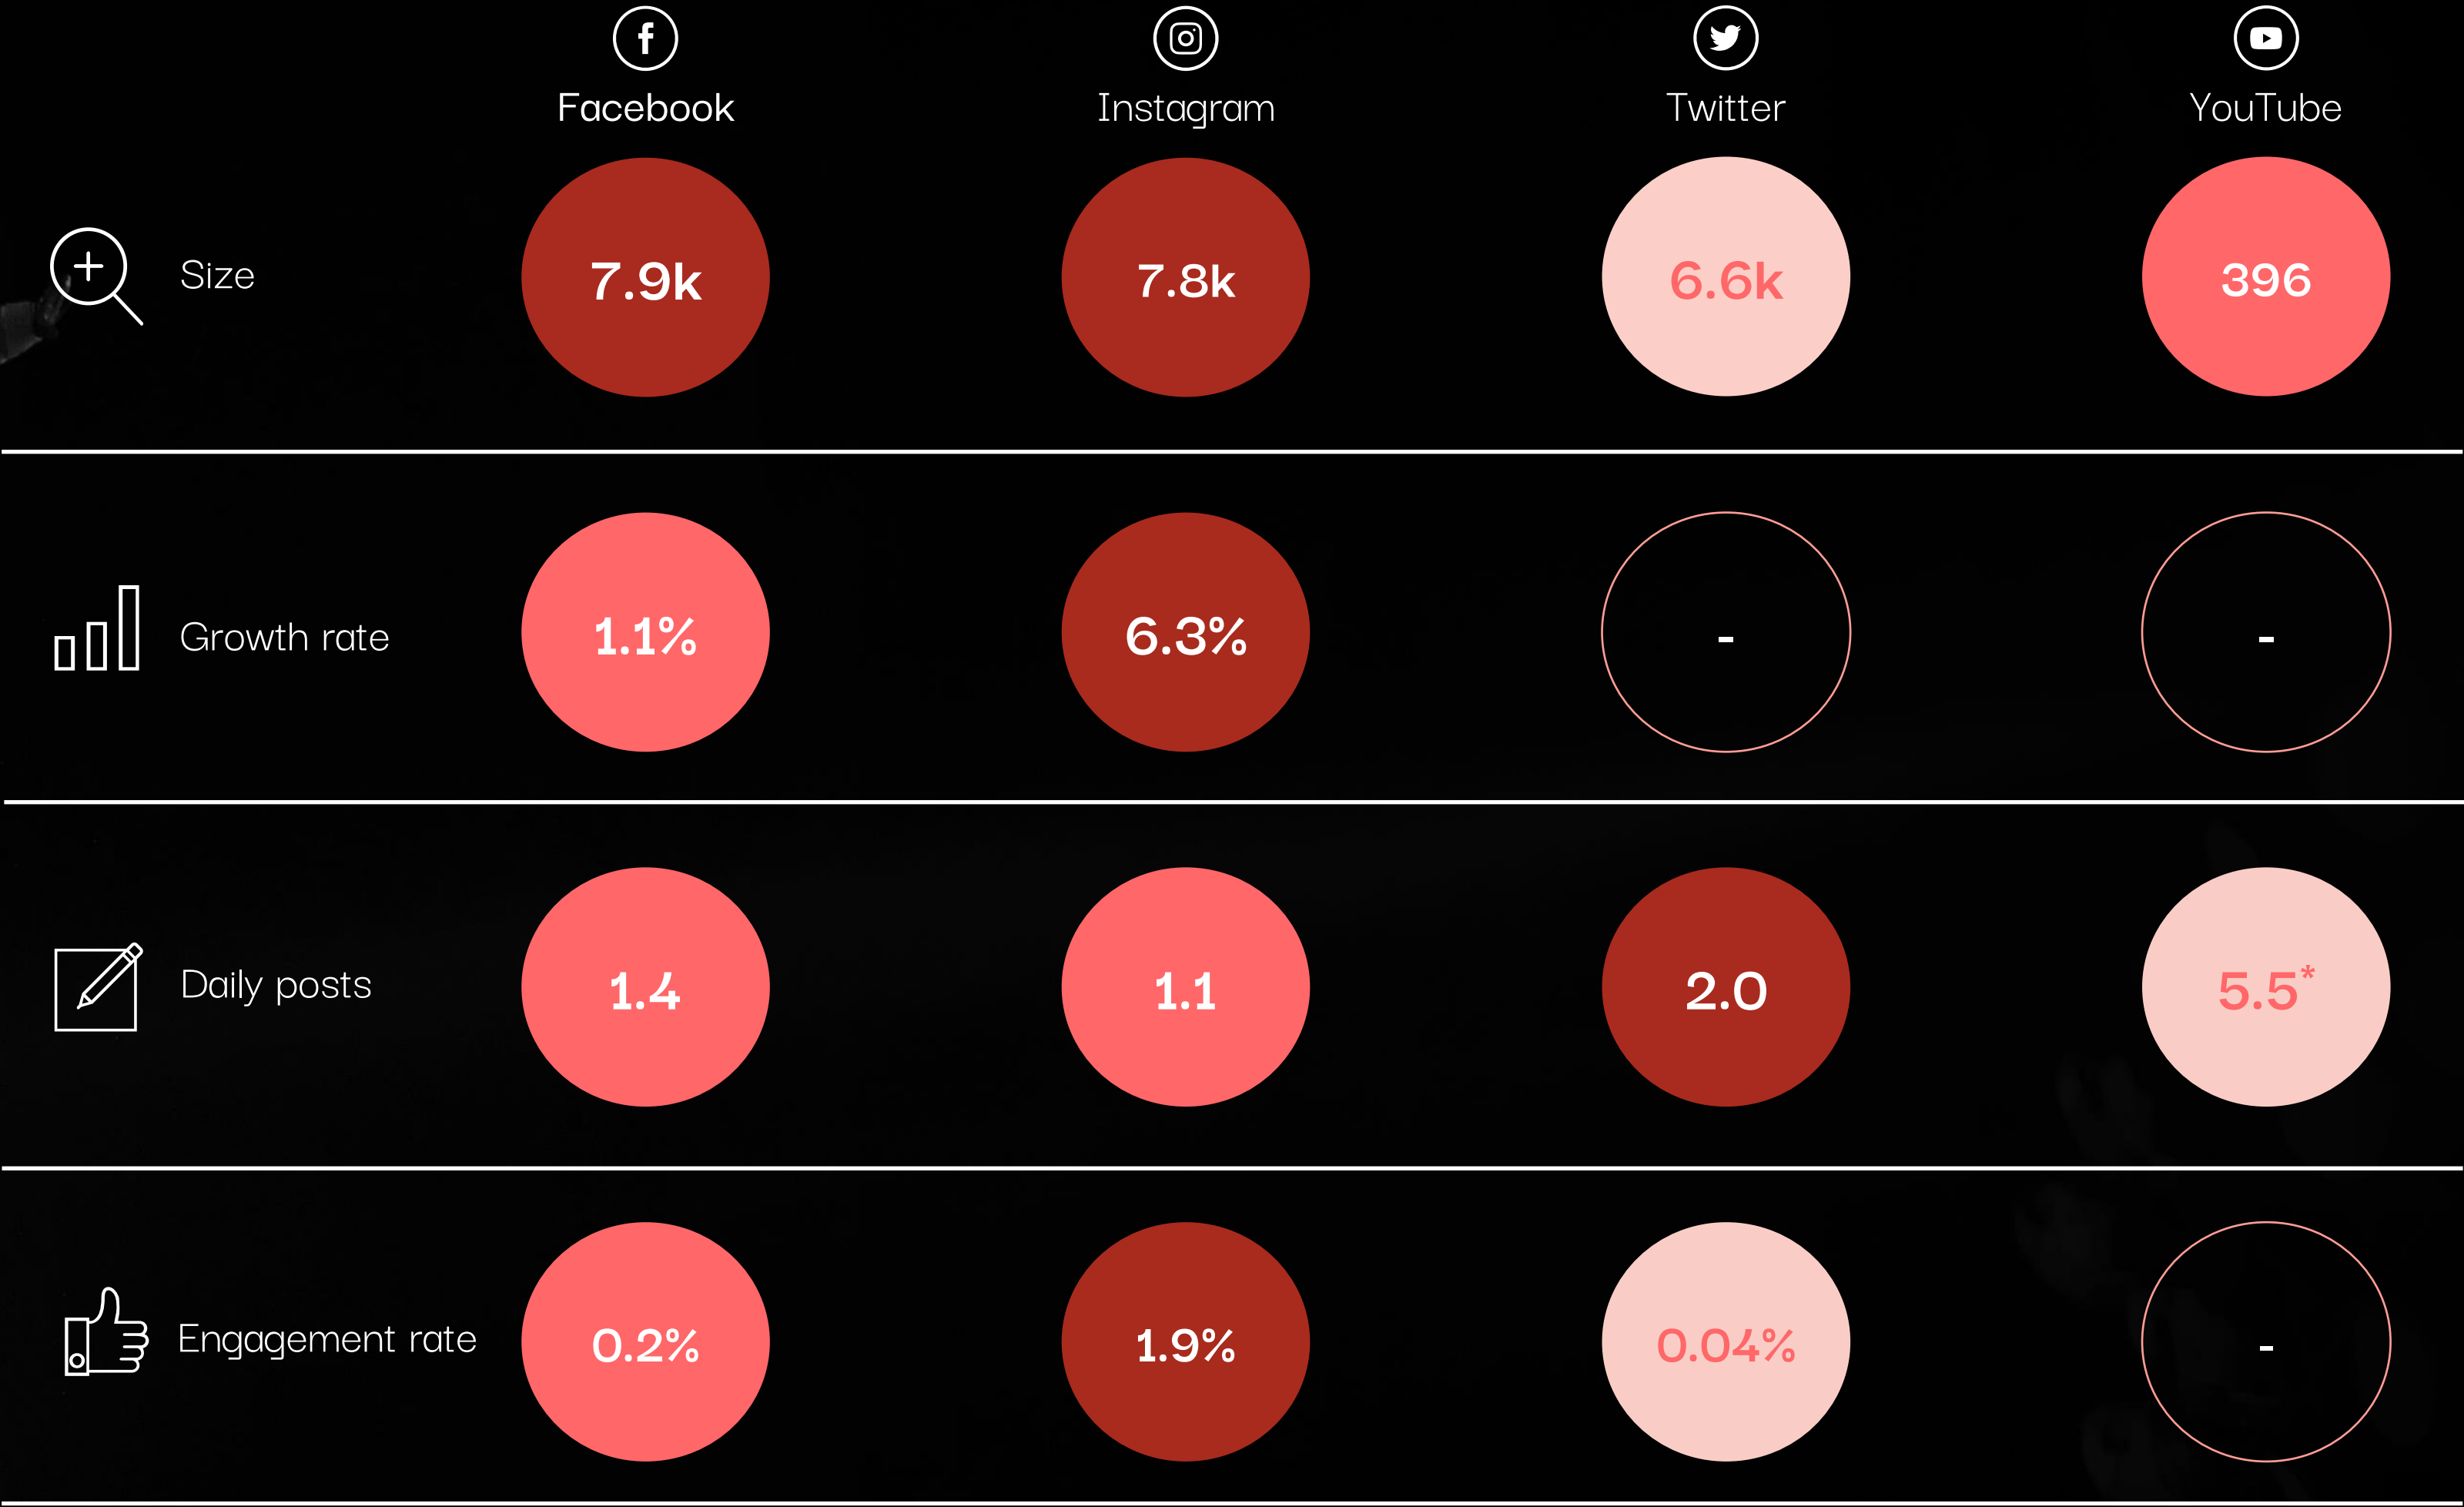 Facebook Instagram Twitter YouTube
Size 7.9k 7.8k 6.6k 396
Growth rate 1.1% 6.3% - -
Daily posts 1.4 1.1 2.0 5.5*
Engagement rate 0.2% 1.9% 0.04% -